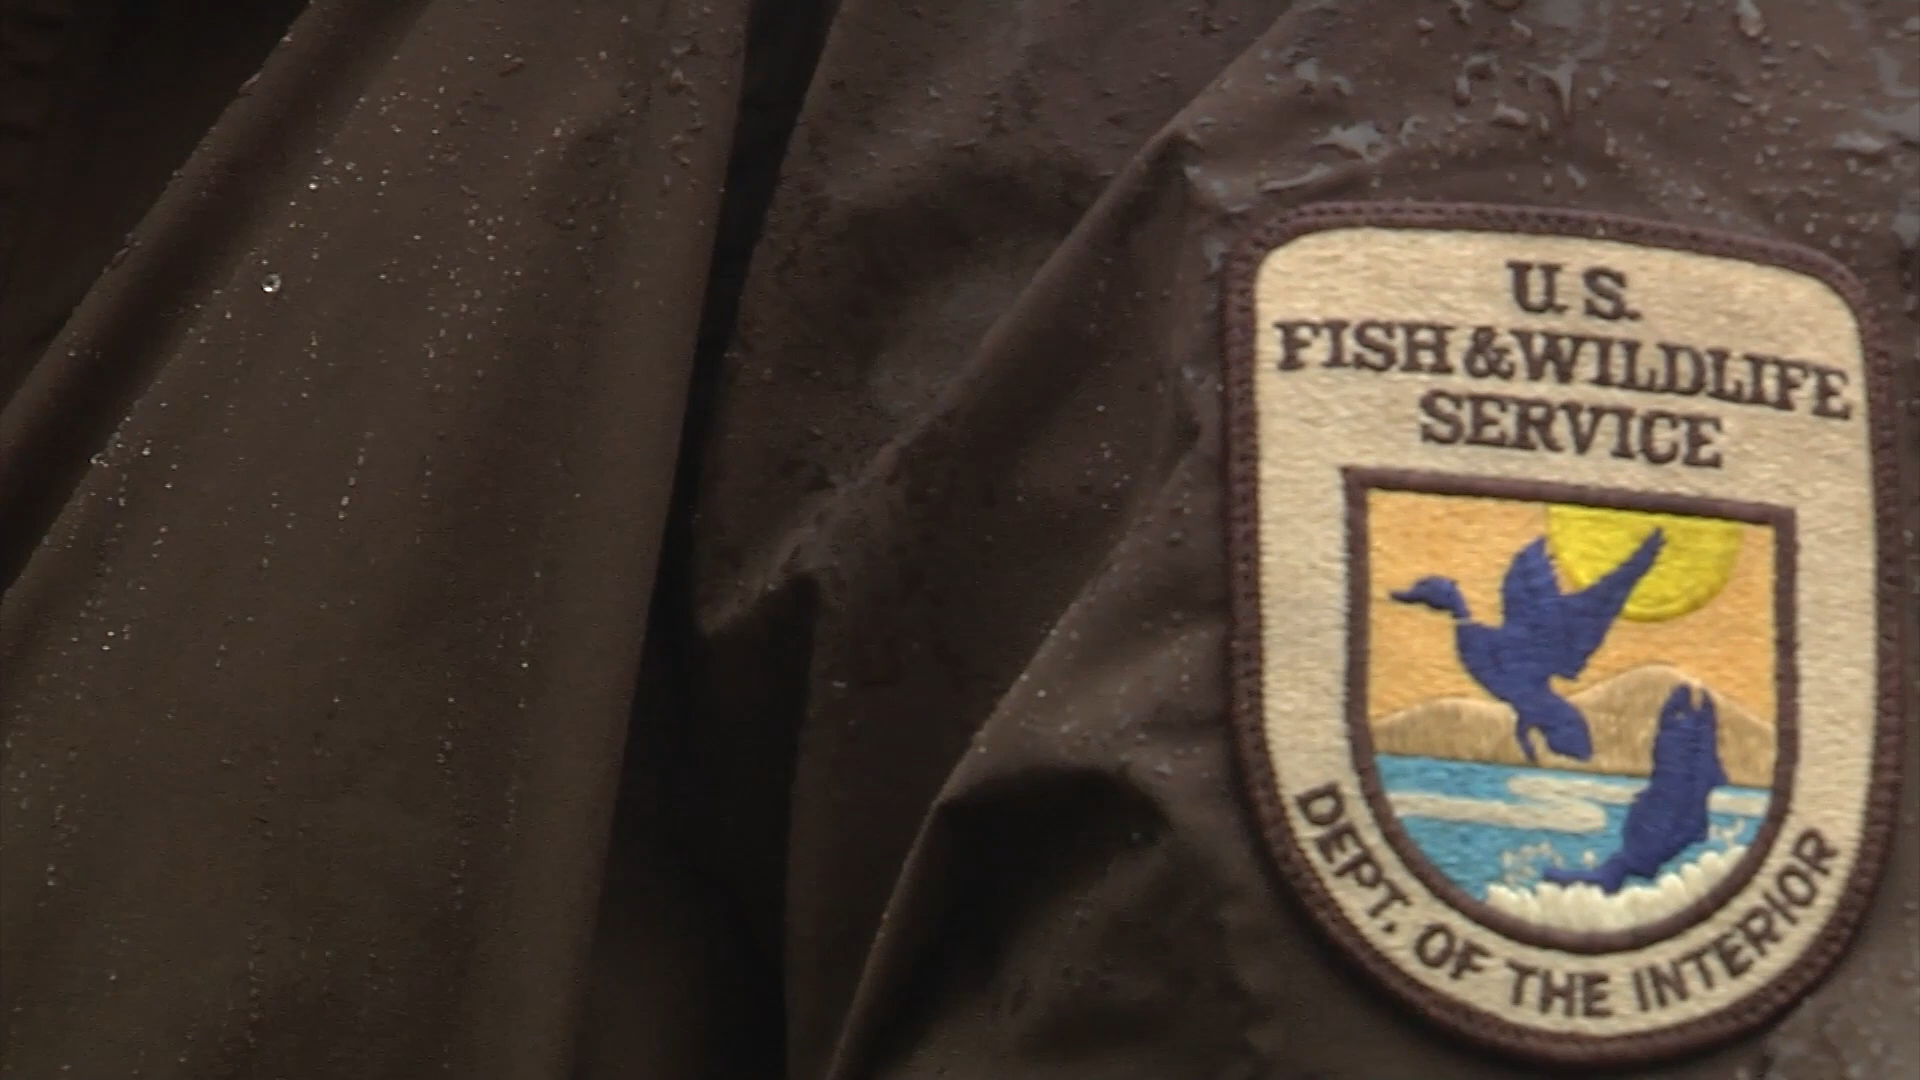 U.S.
FISH & WILDLIFE
SERVICE
DEPT. OF THE INTERIOR